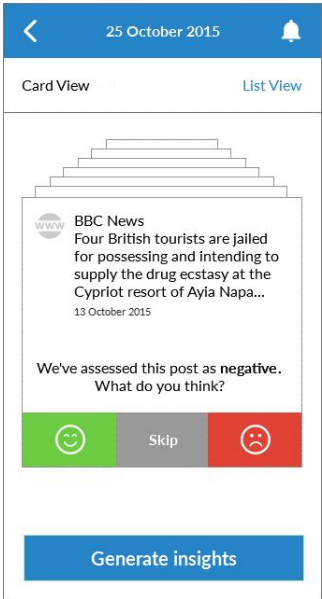 25 October 2015
Card View
List View
www
BBC News
Four British tourists are jailed
for possessing and intending to
supply the drug ecstasy at the
Cypriot resort of Ayia Napa...
13 October 2015
We've assessed this post as negative.
What do you think?
Skip
Generate insights